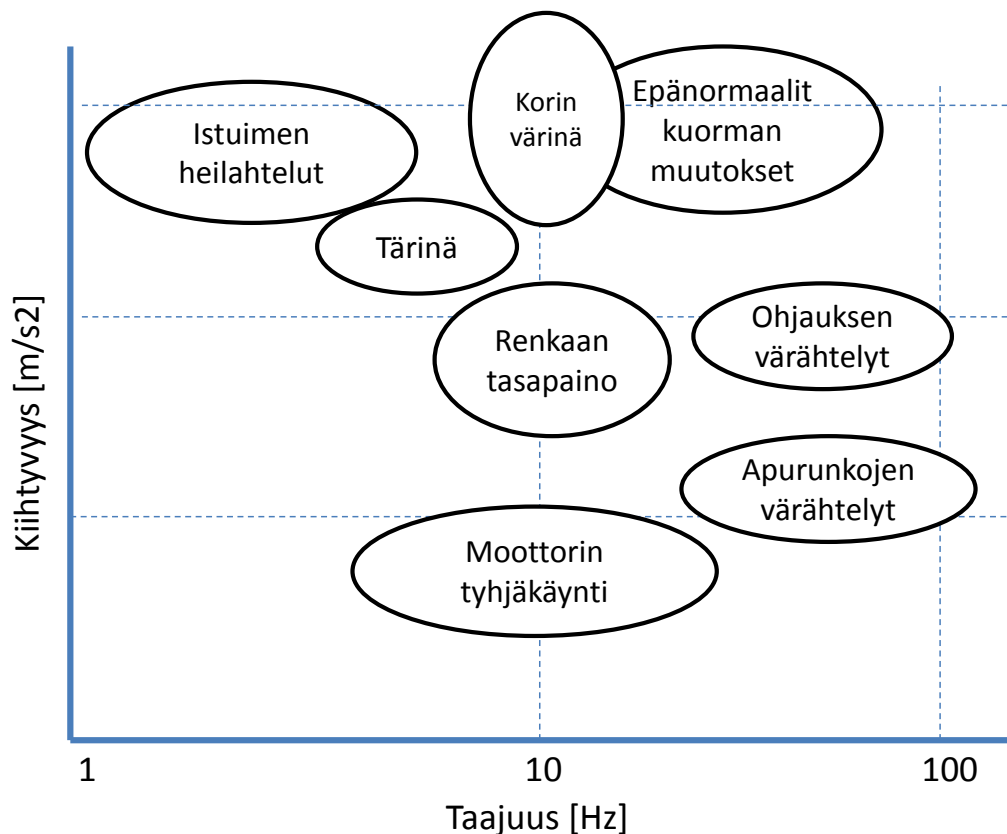 Korin
värinä
Epänormaalit
kuorman
muutokset
Istuimen
heilahtelut
Tärinä
Renkaan
tasapaino
Ohjauksen
värähtelyt
Apurunkojen
värähtelyt
Moottorin
tyhjäkäynti
Kiihtyvyys [m/s2]
1
10
100
Taajuus [Hz]